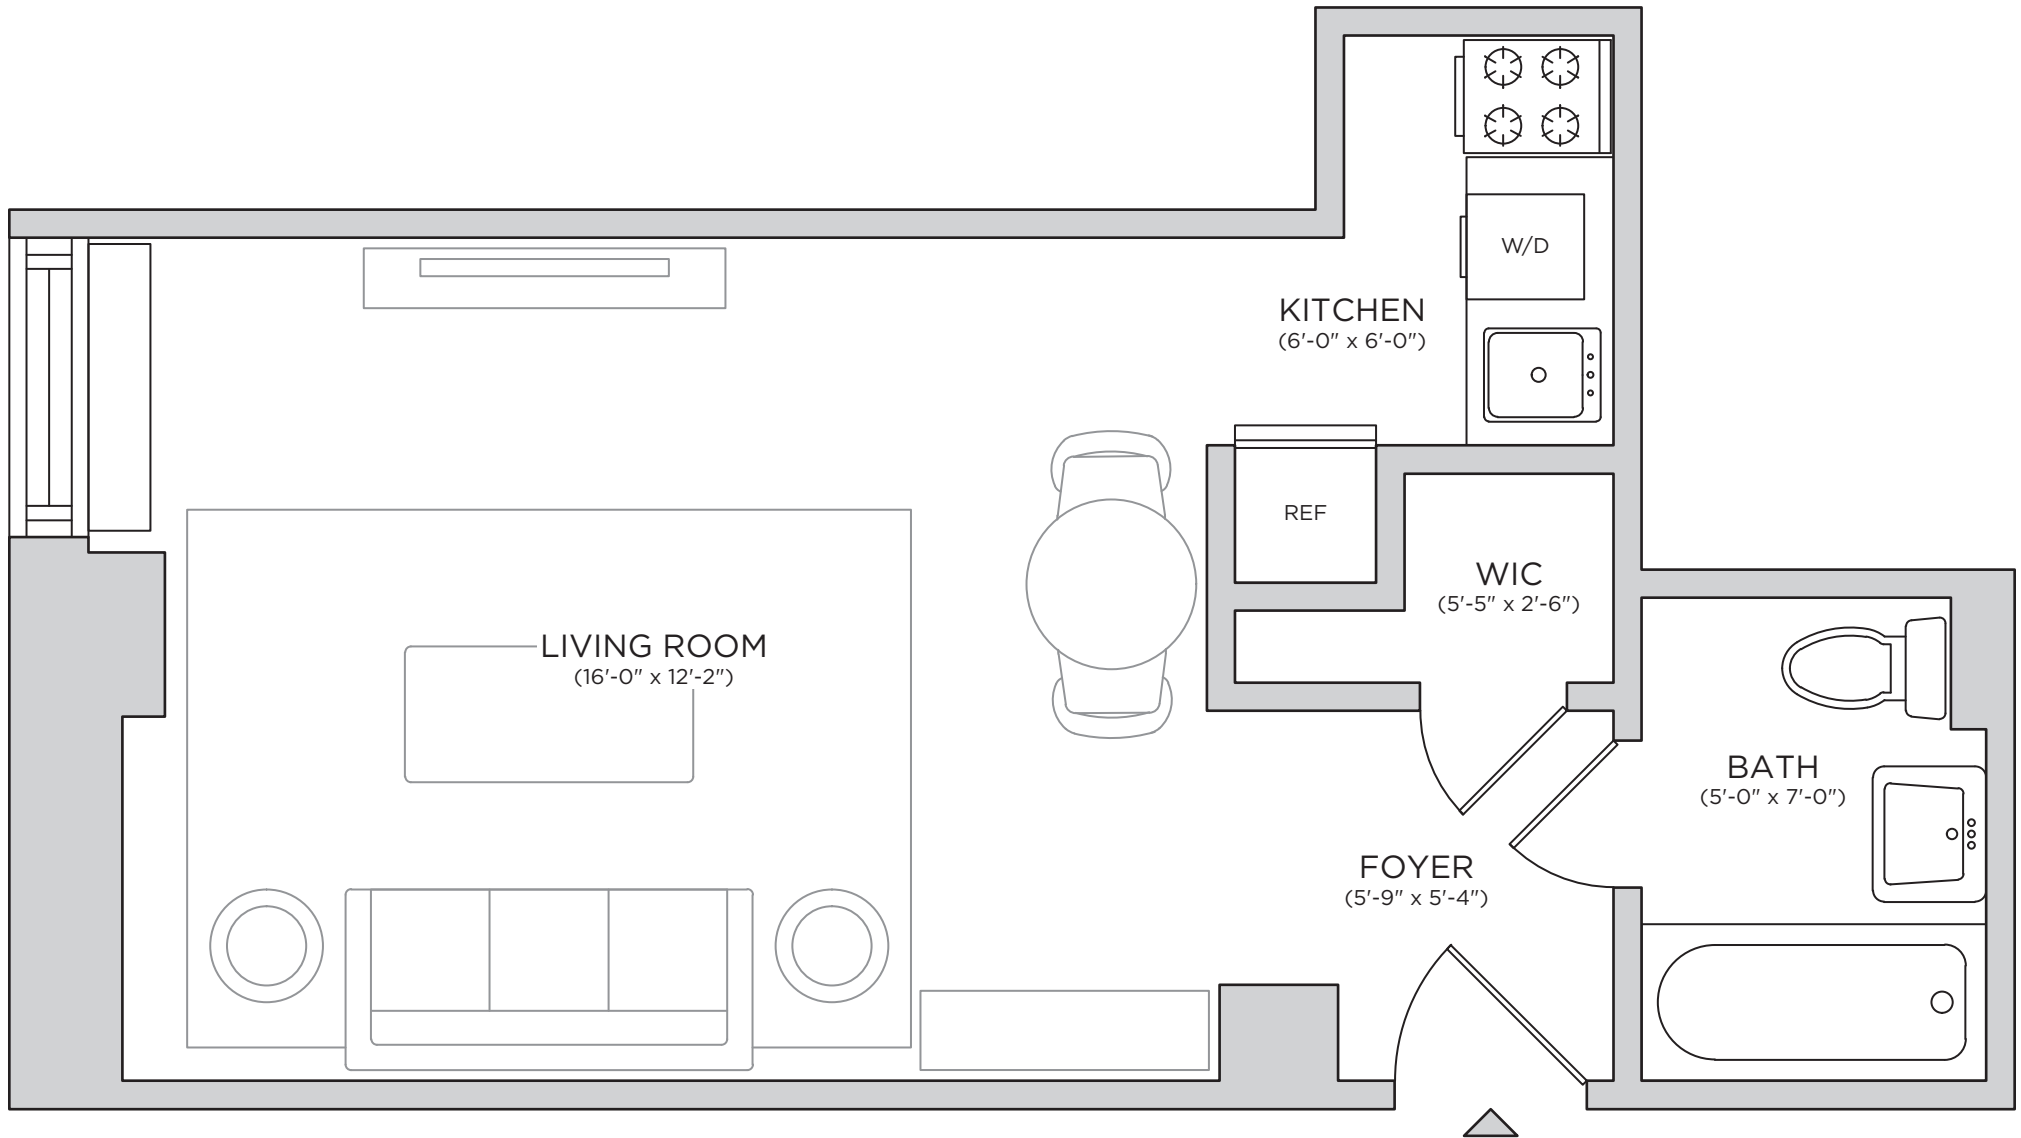 W/D
KITCHEN
(6'-0" x 6'-0")
REF
WIC
(5'-5" x 2'-6")
LIVING ROOM
(16'-0" x 12'-2")
BATH
(5'-0" x 7'-0")
FOYER
(5'-9" x 5'-4")